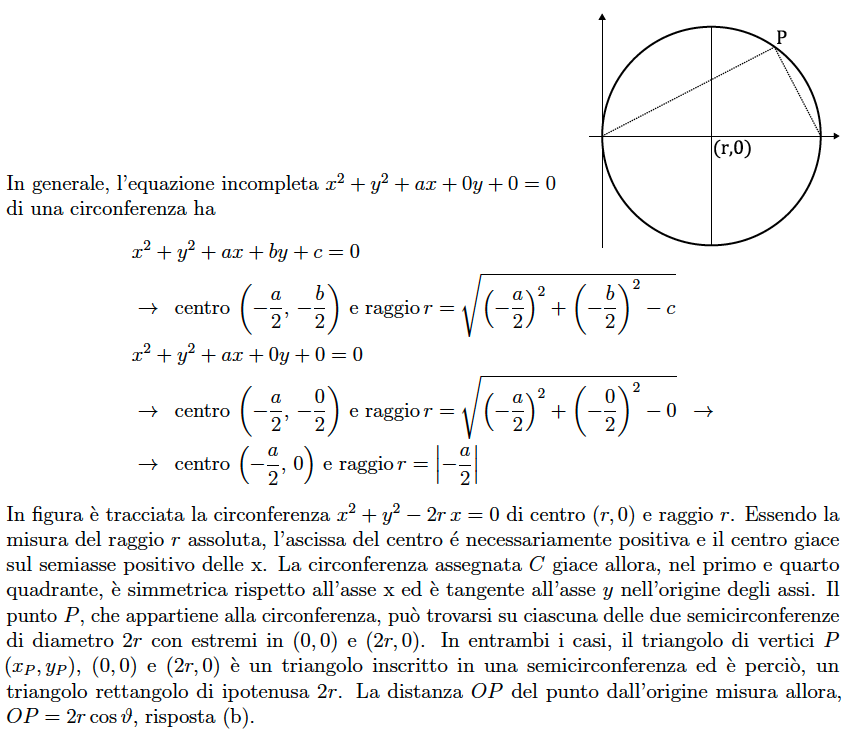 P
(r,0)
In generale, l'equazione incompleta $x^2 + y^2 + ax + 0y + 0 = 0$
di una circonferenza ha
$x^2 + y^2 + ax + by + c = 0$
$\rightarrow$ centro $\left(-\frac{a}{2}, -\frac{b}{2}\right)$ e raggio $r = \sqrt{\left(-\frac{a}{2}\right)^2 + \left(-\frac{b}{2}\right)^2 - c}$
$x^2 + y^2 + ax + 0y + 0 = 0$
$\rightarrow$ centro $\left(-\frac{a}{2}, -\frac{0}{2}\right)$ e raggio $r = \sqrt{\left(-\frac{a}{2}\right)^2 + \left(-\frac{0}{2}\right)^2 - 0}$ $\rightarrow$
$\rightarrow$ centro $\left(-\frac{a}{2}, 0\right)$ e raggio $r = \left|-\frac{a}{2}\right|$
In figura è tracciata la circonferenza $x^2 + y^2 - 2r\,x = 0$ di centro $(r, 0)$ e raggio $r$. Essendo la
misura del raggio $r$ assoluta, l'ascissa del centro é necessariamente positiva e il centro giace
sul semiasse positivo delle x. La circonferenza assegnata $C$ giace allora, nel primo e quarto
quadrante, è simmetrica rispetto all'asse x ed è tangente all'asse $y$ nell'origine degli assi. Il
punto $P$, che appartiene alla circonferenza, può trovarsi su ciascuna delle due semicirconferenze
di diametro $2r$ con estremi in $(0, 0)$ e $(2r, 0)$. In entrambi i casi, il triangolo di vertici $P$
$(x_P, y_P)$, $(0, 0)$ e $(2r, 0)$ è un triangolo inscritto in una semicirconferenza ed è perciò, un
triangolo rettangolo di ipotenusa $2r$. La distanza $OP$ del punto dall'origine misura allora,
$OP = 2r \cos \vartheta$, risposta (b).